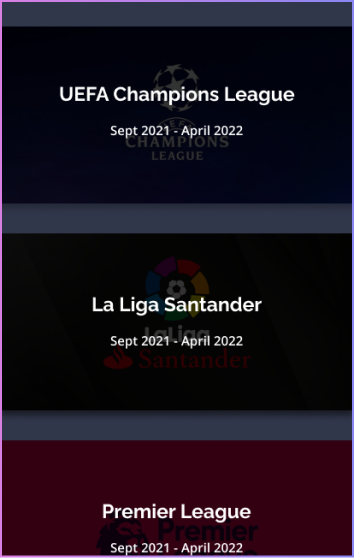 UEFA Champions League
Sept 2021 - April 2022
UEFA
CHAMPIONS
LEAGUE
La Liga Santander
Sept 2021 - April 2022
LaLiga
Santander
Premier League
Premier
Sept 2021 - April 2022